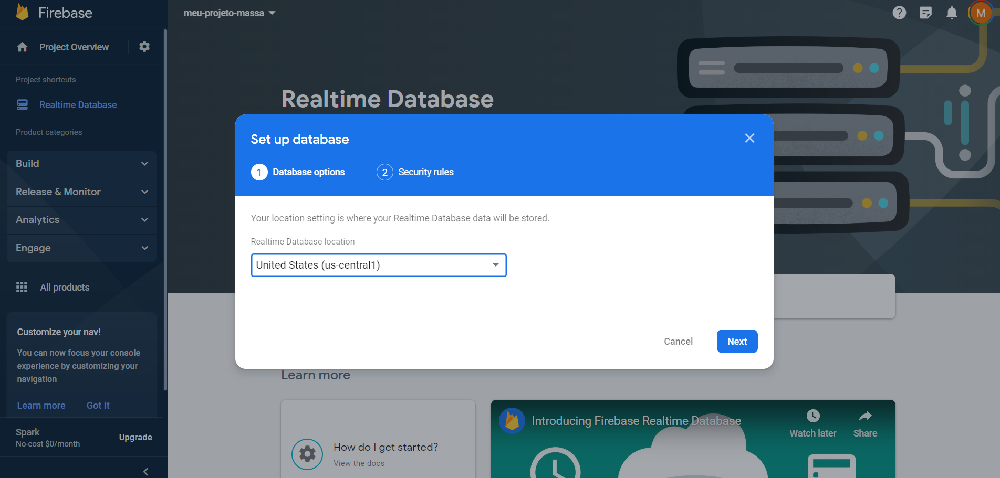 Firebase
meu-projeto-massa
M
Project Overview
Project shortcuts
Realtime Database
Product categories
Build
Release & Monitor
Analytics
Engage
All products
Customize your nav!
You can now focus your console
experience by customizing your
navigation
Learn more Got it
Spark
No-cost $0/month
Upgrade
Realtime Database
Set up database
1 Database options 2 Security rules
Your location setting is where your Realtime Database data will be stored.
Realtime Database location
United States (us-central1)
Cancel Next
Learn more
How do I get started?
View the docs
Introducing Firebase Realtime Database
Watch later Share